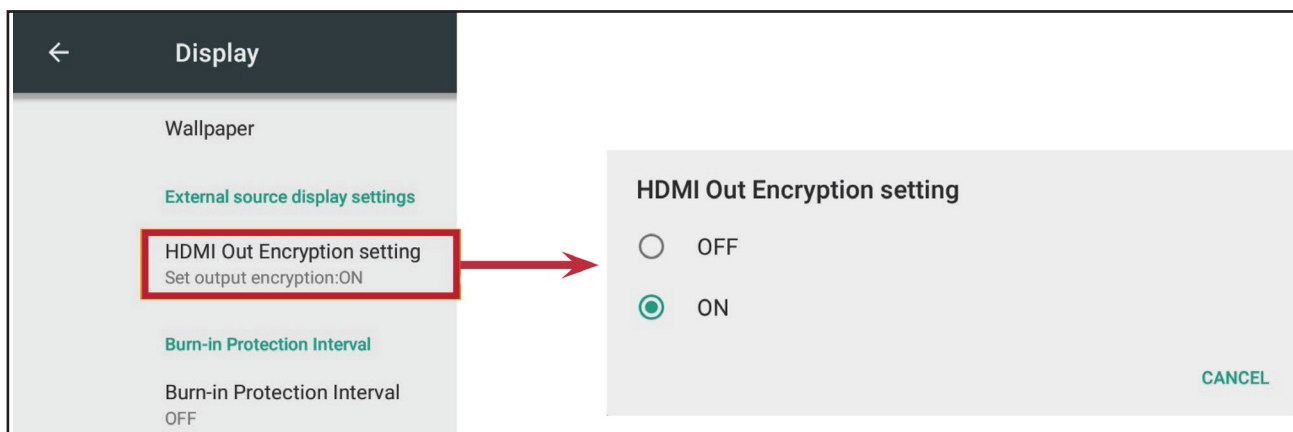 Display
Wallpaper
External source display settings
HDMI Out Encryption setting
Set output encryption:ON
Burn-in Protection Interval
Burn-in Protection Interval
OFF
HDMI Out Encryption setting
OFF
ON
CANCEL